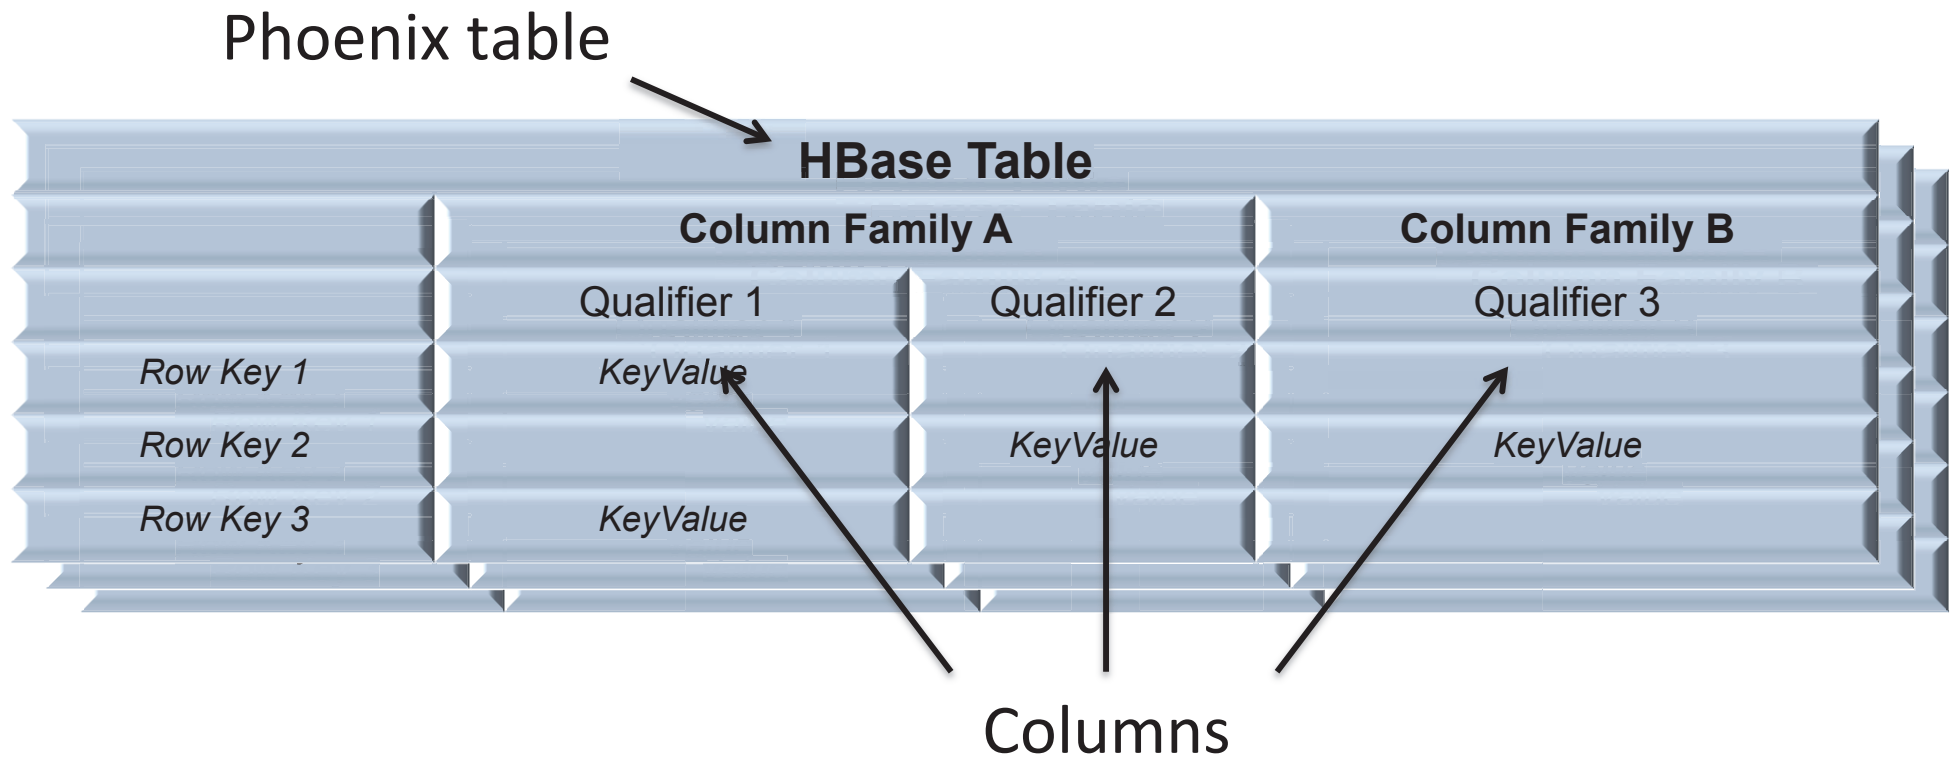 Phoenix table
HBase Table
Column Family A Column Family B
Qualifier 1 Qualifier 2 Qualifier 3
Row Key 1 KeyValue
Row Key 2 KeyValue KeyValue
Row Key 3 KeyValue
Columns